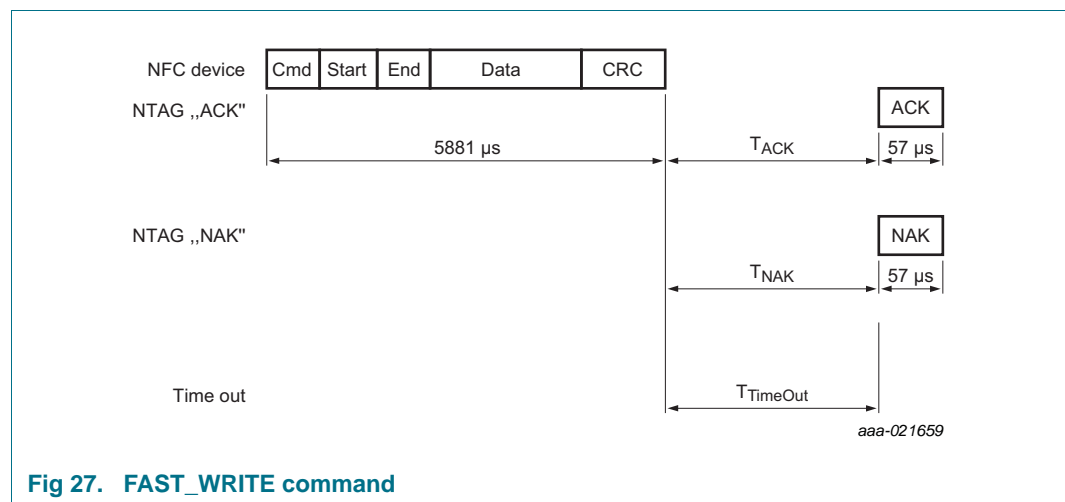 NFC device Cmd Start End Data CRC
NTAG ,,ACK" ACK
5881 µs TACK 57 µs
NTAG ,,NAK" NAK
TNAK 57 µs
Time out TTimeOut
aaa-021659
Fig 27. FAST_WRITE command